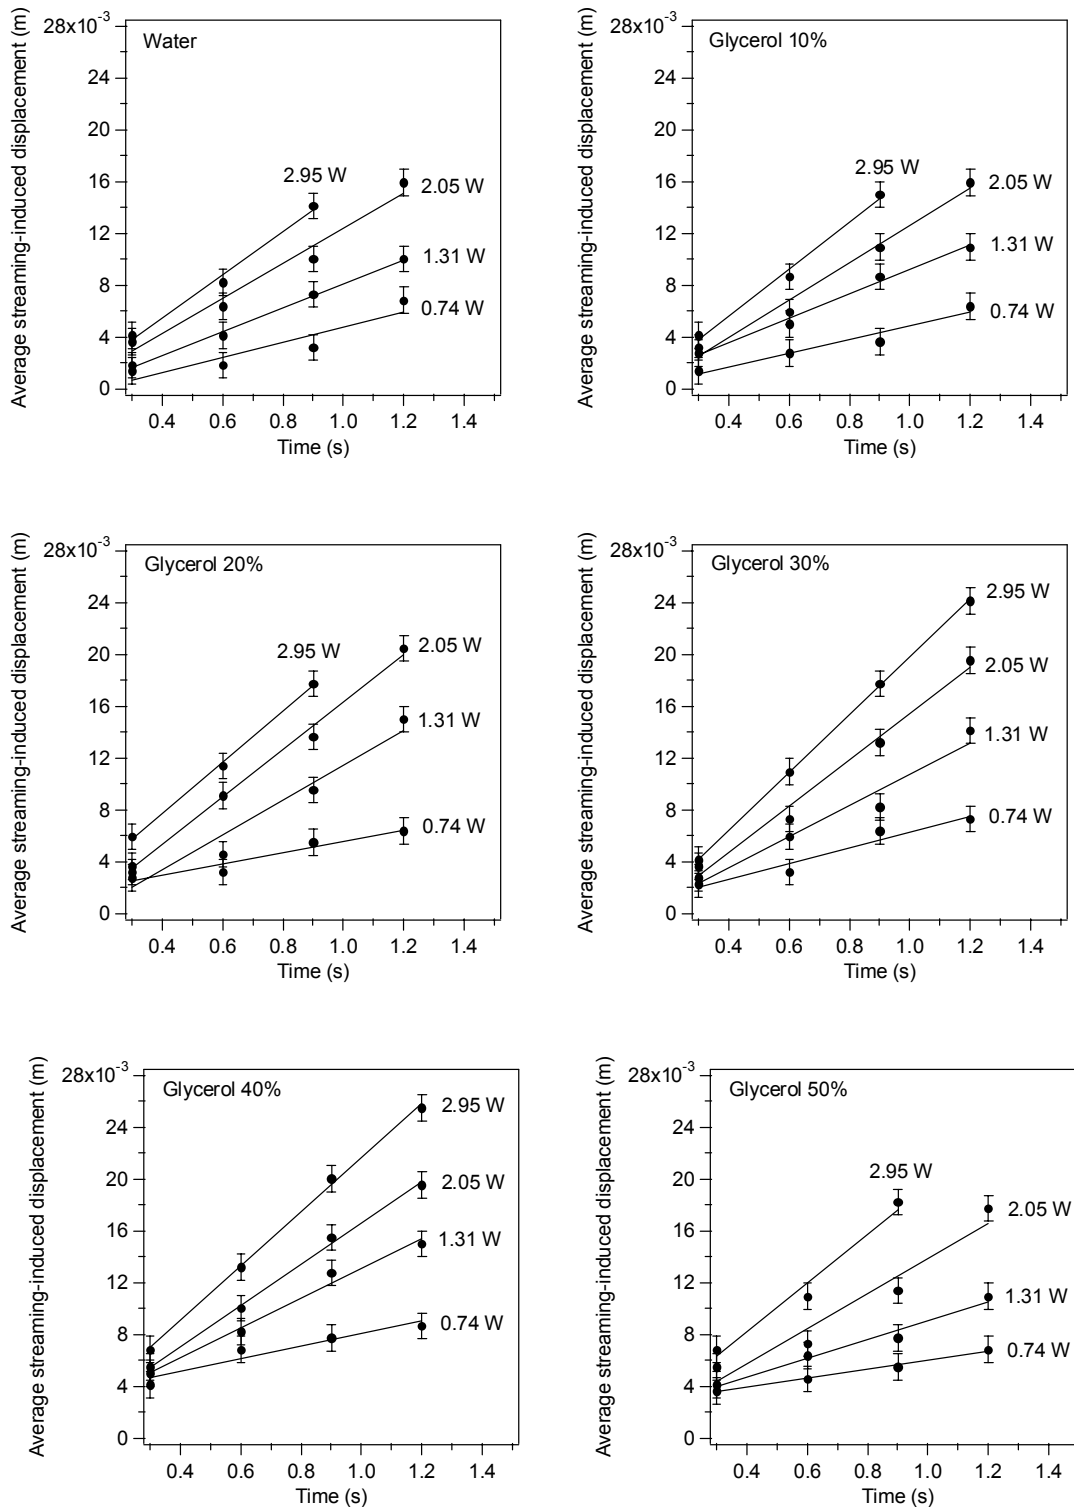 Average streaming-induced displacement (m)
28x10-3
24
20
16
12
8
4
0
Water
2.95 W
2.05 W
1.31 W
0.74 W
0.4 0.6 0.8 1.0 1.2 1.4
Time (s)
Average streaming-induced displacement (m)
28x10-3
24
20
16
12
8
4
0
Glycerol 10%
2.95 W
2.05 W
1.31 W
0.74 W
0.4 0.6 0.8 1.0 1.2 1.4
Time (s)
Average streaming-induced displacement (m)
28x10-3
24
20
16
12
8
4
0
Glycerol 20%
2.95 W
2.05 W
1.31 W
0.74 W
0.4 0.6 0.8 1.0 1.2 1.4
Time (s)
Average streaming-induced displacement (m)
28x10-3
24
20
16
12
8
4
0
Glycerol 30%
2.95 W
2.05 W
1.31 W
0.74 W
0.4 0.6 0.8 1.0 1.2 1.4
Time (s)
Average streaming-induced displacement (m)
28x10-3
24
20
16
12
8
4
0
Glycerol 40%
2.95 W
2.05 W
1.31 W
0.74 W
0.4 0.6 0.8 1.0 1.2 1.4
Time (s)
Average streaming-induced displacement (m)
28x10-3
24
20
16
12
8
4
0
Glycerol 50%
2.95 W
2.05 W
1.31 W
0.74 W
0.4 0.6 0.8 1.0 1.2 1.4
Time (s)